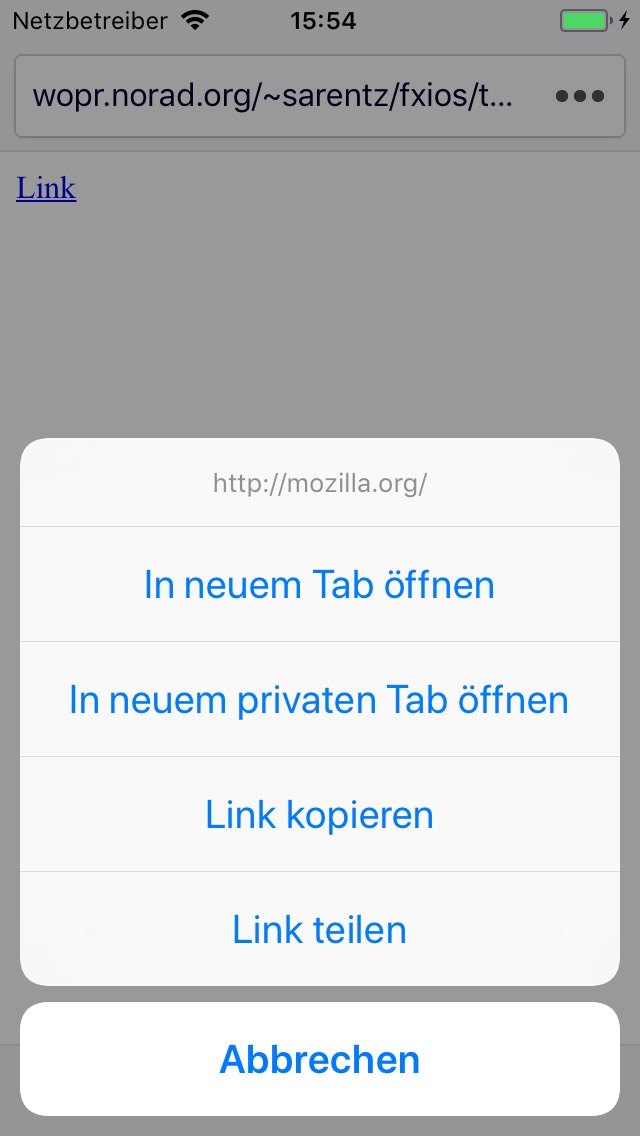 Netzbetreiber 15:54
wopr.norad.org/~sarentz/fxios/t...
Link
http://mozilla.org/
In neuem Tab öffnen
In neuem privaten Tab öffnen
Link kopieren
Link teilen
Abbrechen